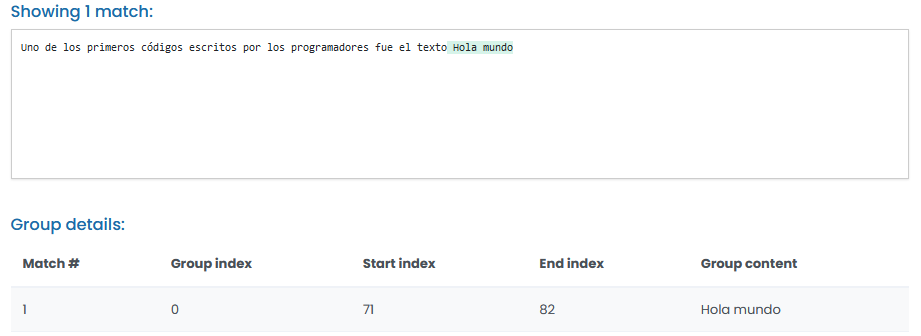 Showing 1 match:
Uno de los primeros códigos escritos por los programadores fue el texto Hola mundo
Group details:
Match # Group index Start index End index Group content
1 0 71 82 Hola mundo